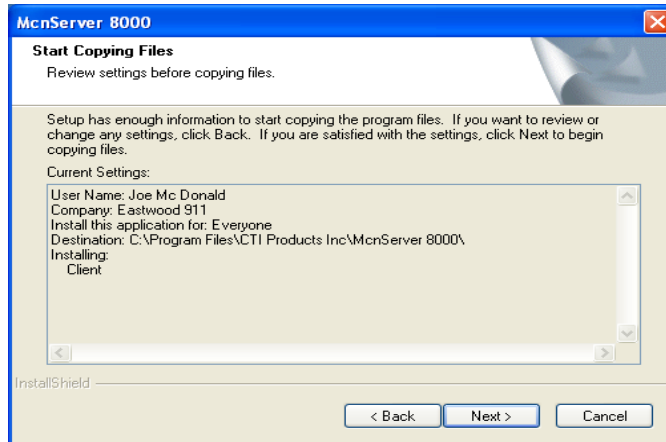 McnServer 8000
Start Copying Files
Review settings before copying files.
Setup has enough information to start copying the program files. If you want to review or
change any settings, click Back. If you are satisfied with the settings, click Next to begin
copying files.
Current Settings:
User Name: Joe Mc Donald
Company: Eastwood 911
Install this application for: Everyone
Destination: C:\Program Files\CTI Products Inc\McnServer 8000\
Installing:
Client
InstallShield
< Back Next > Cancel